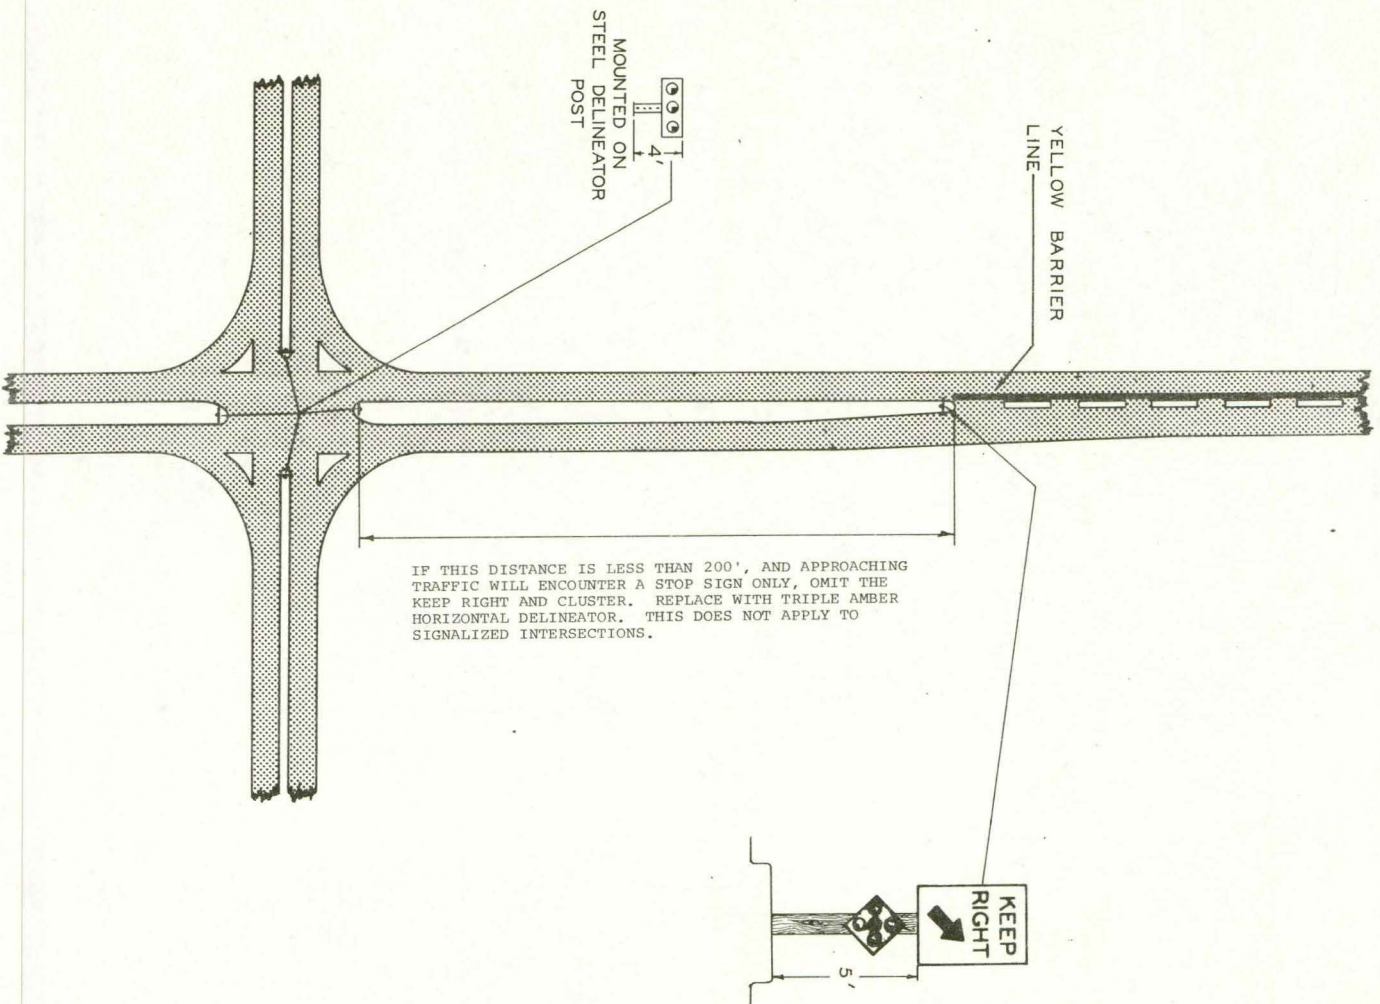 MOUNTED ON
STEEL DELINEATOR
POST
4'
YELLOW BARRIER
LINE
IF THIS DISTANCE IS LESS THAN 200', AND APPROACHING
TRAFFIC WILL ENCOUNTER A STOP SIGN ONLY, OMIT THE
KEEP RIGHT AND CLUSTER. REPLACE WITH TRIPLE AMBER
HORIZONTAL DELINEATOR. THIS DOES NOT APPLY TO
SIGNALIZED INTERSECTIONS.
KEEP
RIGHT
5'